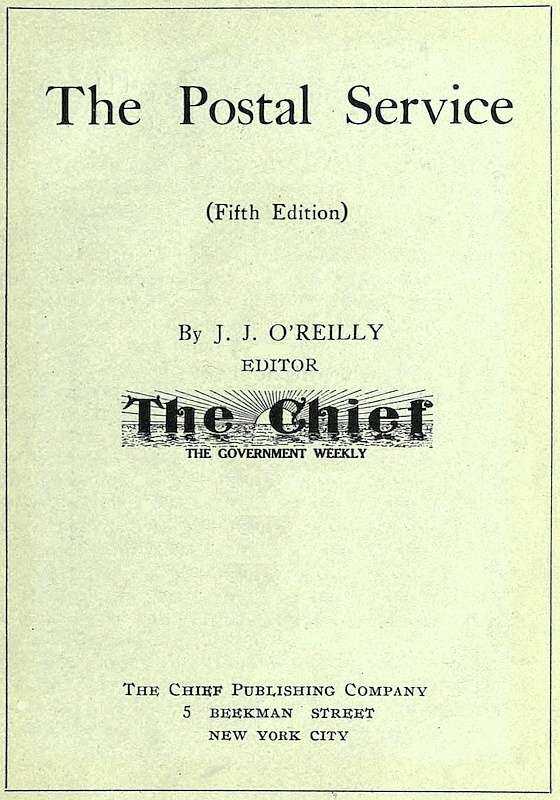 The Postal Service
(Fifth Edition)
By J. J. O'REILLY
EDITOR
The Chief
THE GOVERNMENT WEEKLY
THE CHIEF PUBLISHING COMPANY
5 BEEKMAN STREET
NEW YORK CITY